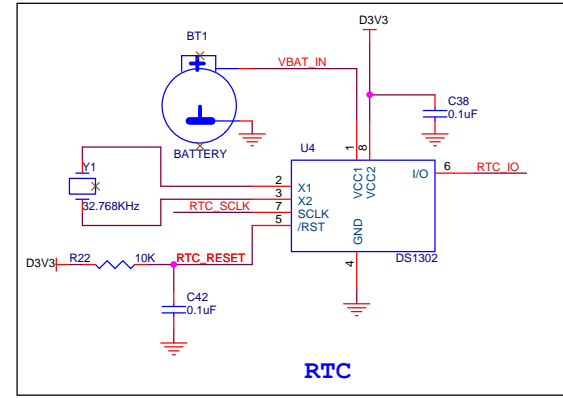 D3V3
BT1
VBAT_IN
C38
0.1uF
BATTERY
U4
1
8
Y1
2
X1
VCC1
VCC2
I/O
6
RTC_IO
3
X2
32.768KHz
RTC_SCLK
7
SCLK
5
/RST
GND
D3V3
R22
10K
RTC_RESET
4
DS1302
C42
0.1uF
RTC